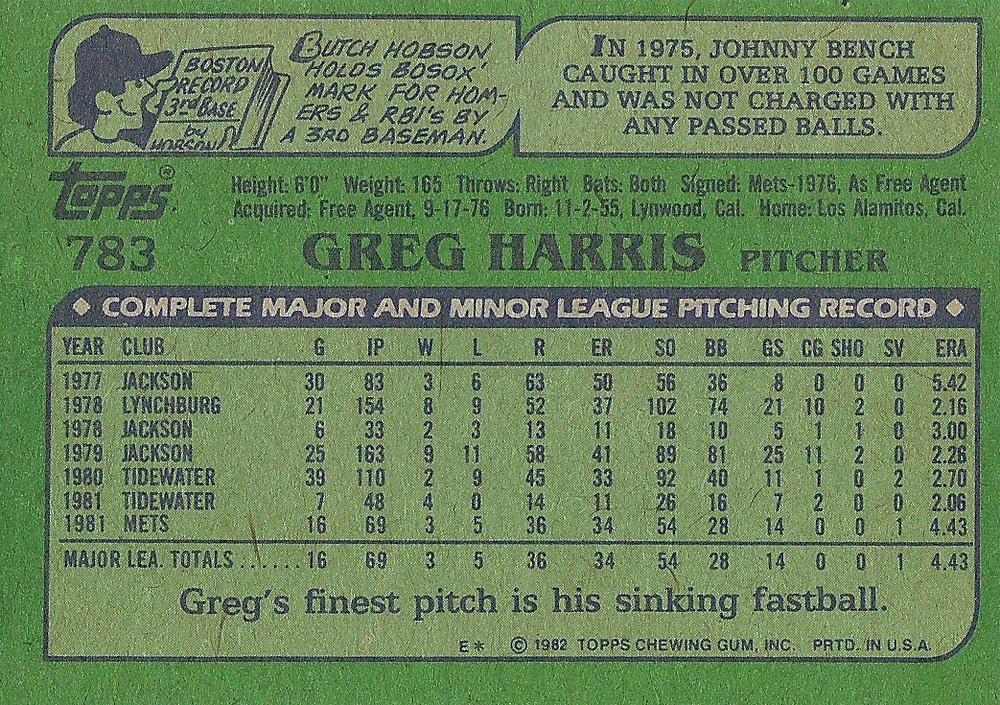 BOSTON
RECORD
3rd BASE
by
HOBSON
BUTCH HOBSON
HOLDS BOSOX'
MARK FOR HOM-
ERS & RBI'S BY
A 3RD BASEMAN.
IN 1975, JOHNNY BENCH
CAUGHT IN OVER 100 GAMES
AND WAS NOT CHARGED WITH
ANY PASSED BALLS.
TOPPS®
Height: 6'0" Weight: 165 Throws: Right Bats: Both Signed: Mets-1976, As Free Agent
Acquired: Free Agent, 9-17-76 Born: 11-2-55, Lynwood, Cal. Home: Los Alamitos, Cal.
783 GREG HARRIS PITCHER
◆ COMPLETE MAJOR AND MINOR LEAGUE PITCHING RECORD ◆
YEAR CLUB G IP W L R ER SO BB GS CG SHO SV ERA
1977 JACKSON 30 83 3 6 63 50 56 36 8 0 0 0 5.42
1978 LYNCHBURG 21 154 8 9 52 37 102 74 21 10 2 0 2.16
1978 JACKSON 6 33 2 3 13 11 18 10 5 1 1 0 3.00
1979 JACKSON 25 163 9 11 58 41 89 81 25 11 2 0 2.26
1980 TIDEWATER 39 110 2 9 45 33 92 40 11 1 0 2 2.70
1981 TIDEWATER 7 48 4 0 14 11 26 16 7 2 0 0 2.06
1981 METS 16 69 3 5 36 34 54 28 14 0 0 1 4.43
MAJOR LEA. TOTALS ...... 16 69 3 5 36 34 54 28 14 0 0 1 4.43
Greg's finest pitch is his sinking fastball.
E* © 1982 TOPPS CHEWING GUM, INC. PRTD. IN U.S.A.